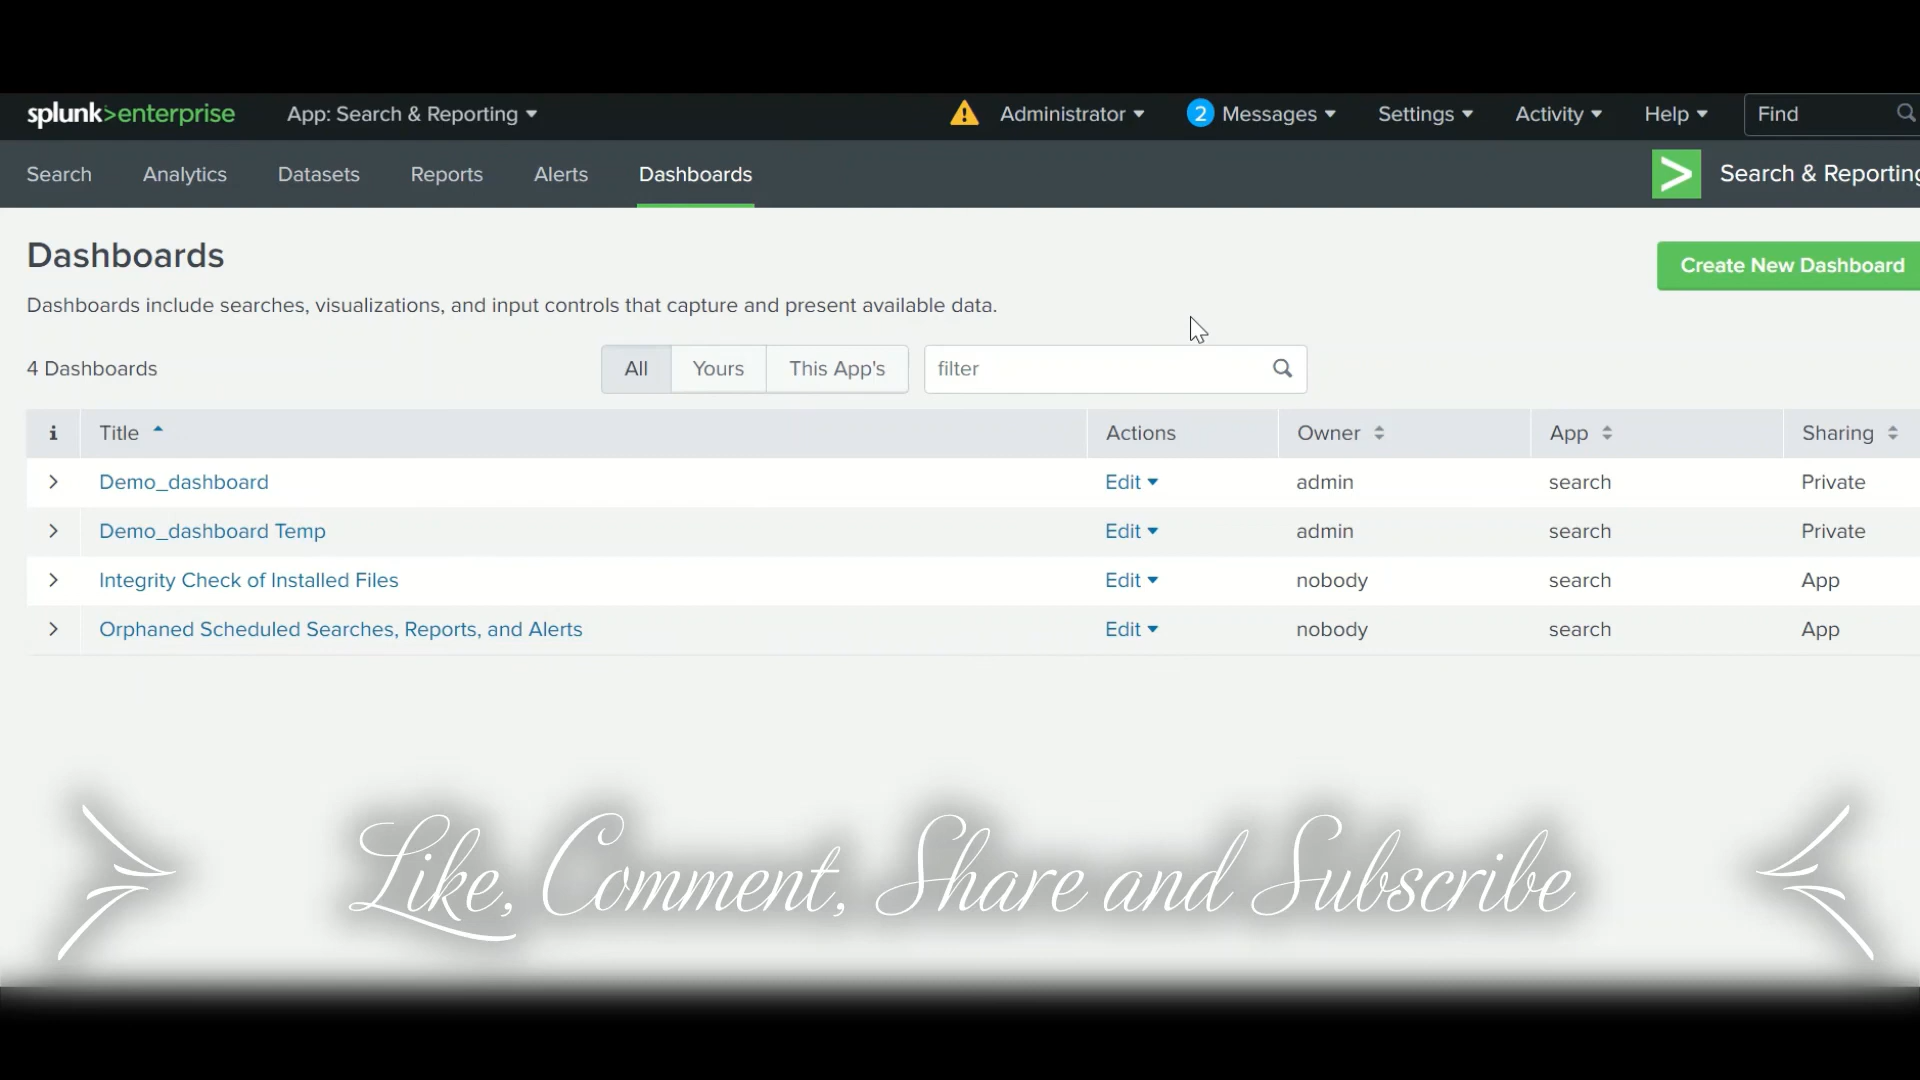 splunk>enterprise App: Search & Reporting Administrator 2 Messages Settings Activity Help Find
Search Analytics Datasets Reports Alerts Dashboards Search & Reporting
Dashboards
Create New Dashboard
Dashboards include searches, visualizations, and input controls that capture and present available data.
4 Dashboards All Yours This App's filter
i Title Actions Owner App Sharing
Demo_dashboard Edit admin search Private
Demo_dashboard Temp Edit admin search Private
Integrity Check of Installed Files Edit nobody search App
Orphaned Scheduled Searches, Reports, and Alerts Edit nobody search App
Like, Comment, Share and Subscribe